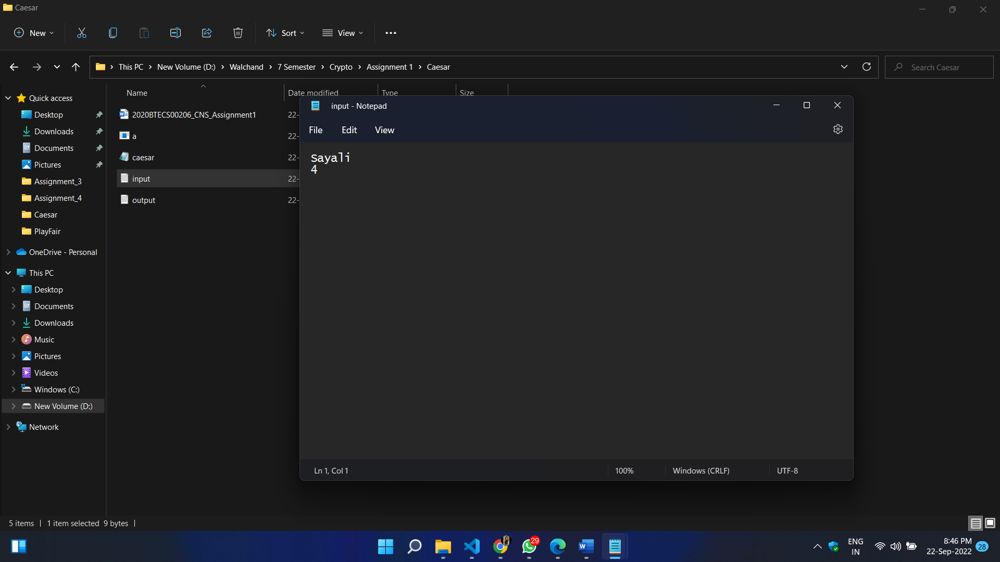 Caesar
New
Sort
View
This PC
New Volume (D:)
Walchand
7 Semester
Crypto
Assignment 1
Caesar
Search Caesar
Name
Date modified
Type
Size
Quick access
Desktop
Downloads
Documents
Pictures
Assignment_3
Assignment_4
Caesar
PlayFair
OneDrive - Personal
This PC
Desktop
Documents
Downloads
Music
Pictures
Videos
Windows (C:)
New Volume (D:)
Network
2020BTECS00206_CNS_Assignment1
22-
a
22-
caesar
22-
input
22-
output
22-
input - Notepad
File
Edit
View
Sayali
4
Ln 1, Col 1
100%
Windows (CRLF)
UTF-8
5 items
1 item selected 9 bytes
29
ENG
IN
8:46 PM
22-Sep-2022
28